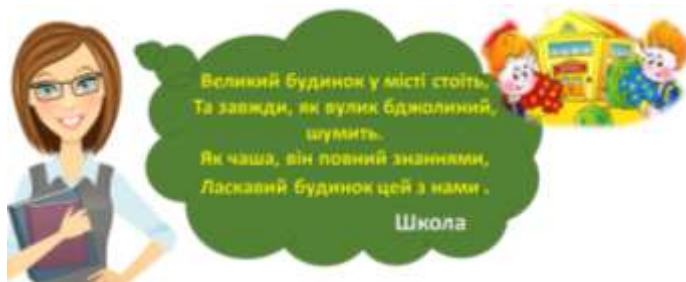 Великий будинок у місті стоїть,
Та завжди, як вулик бджолиний,
шумить.
Як чаша, він повний знаннями,
Ласкавий будинок цей з нами .
Школа